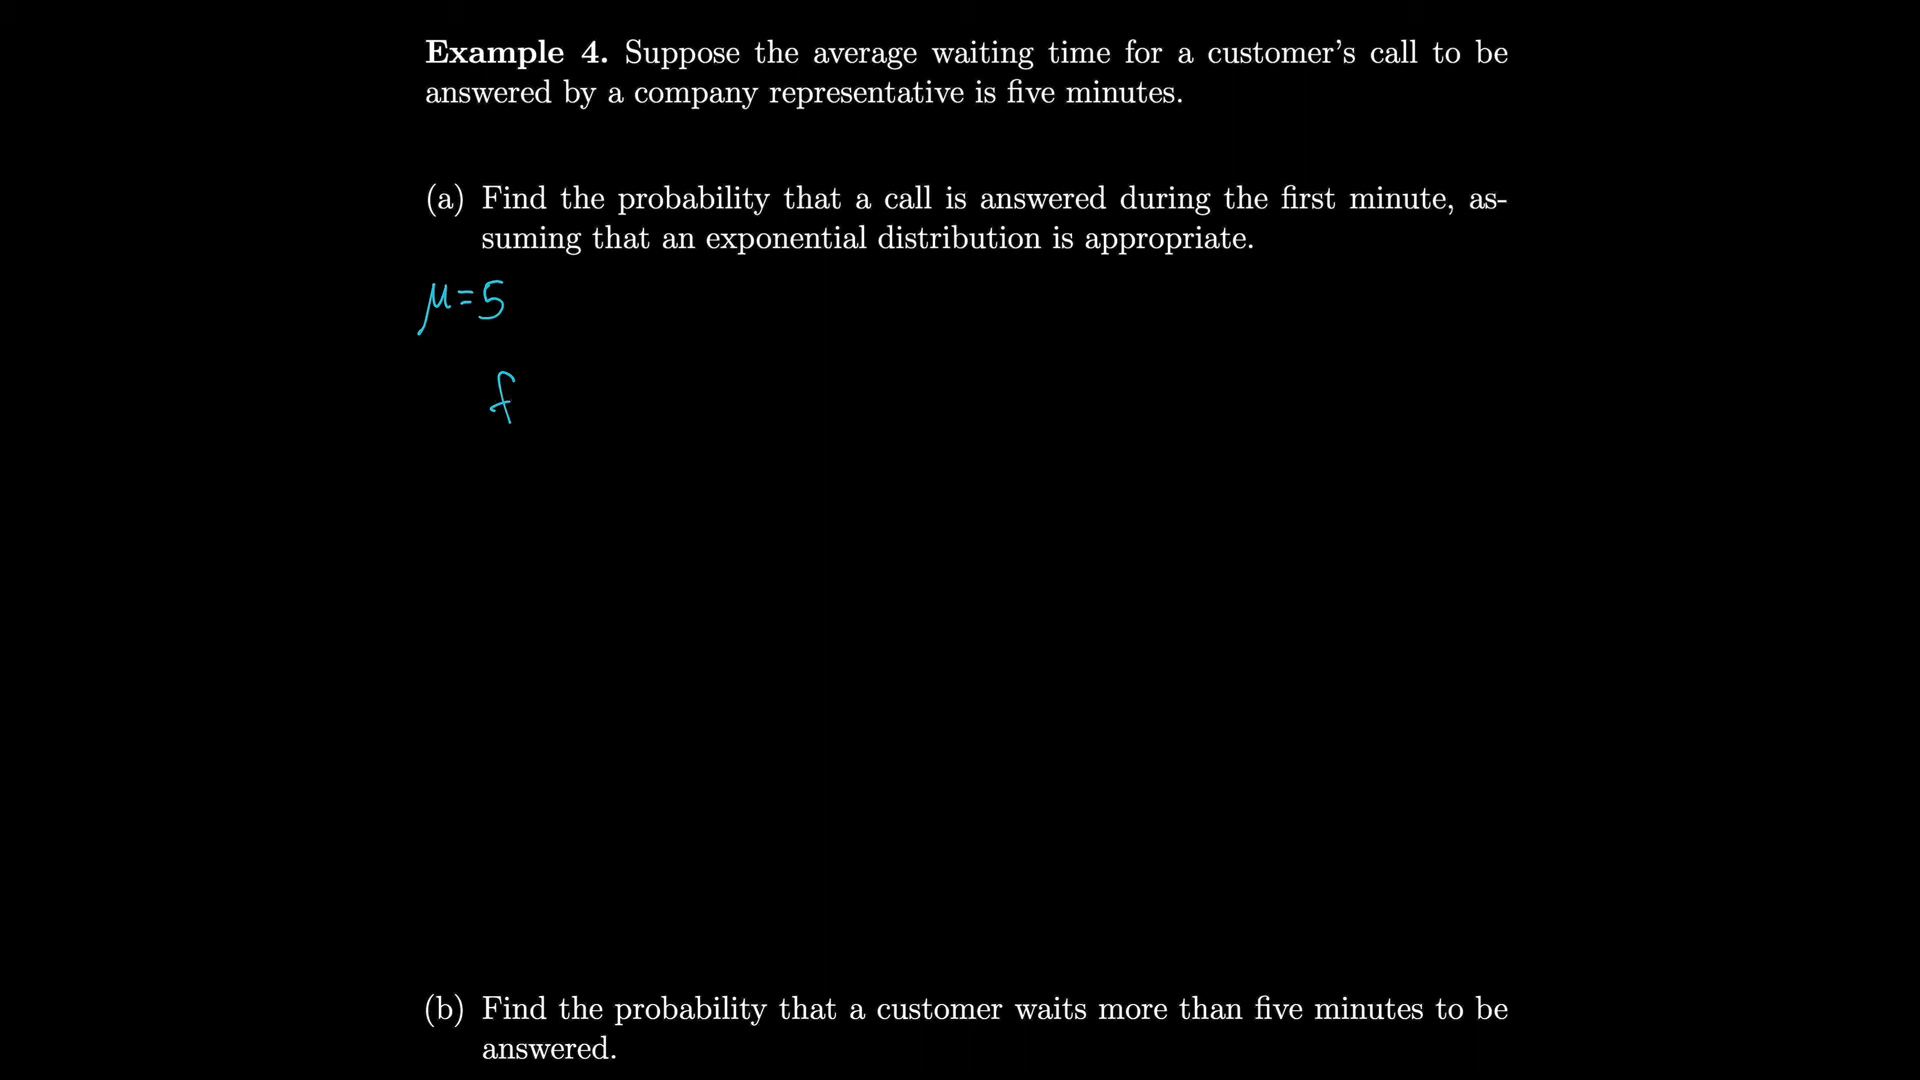 Example 4. Suppose the average waiting time for a customer's call to be
answered by a company representative is five minutes.
(a) Find the probability that a call is answered during the first minute, as-
suming that an exponential distribution is appropriate.
μ=5
f
(b) Find the probability that a customer waits more than five minutes to be
answered.